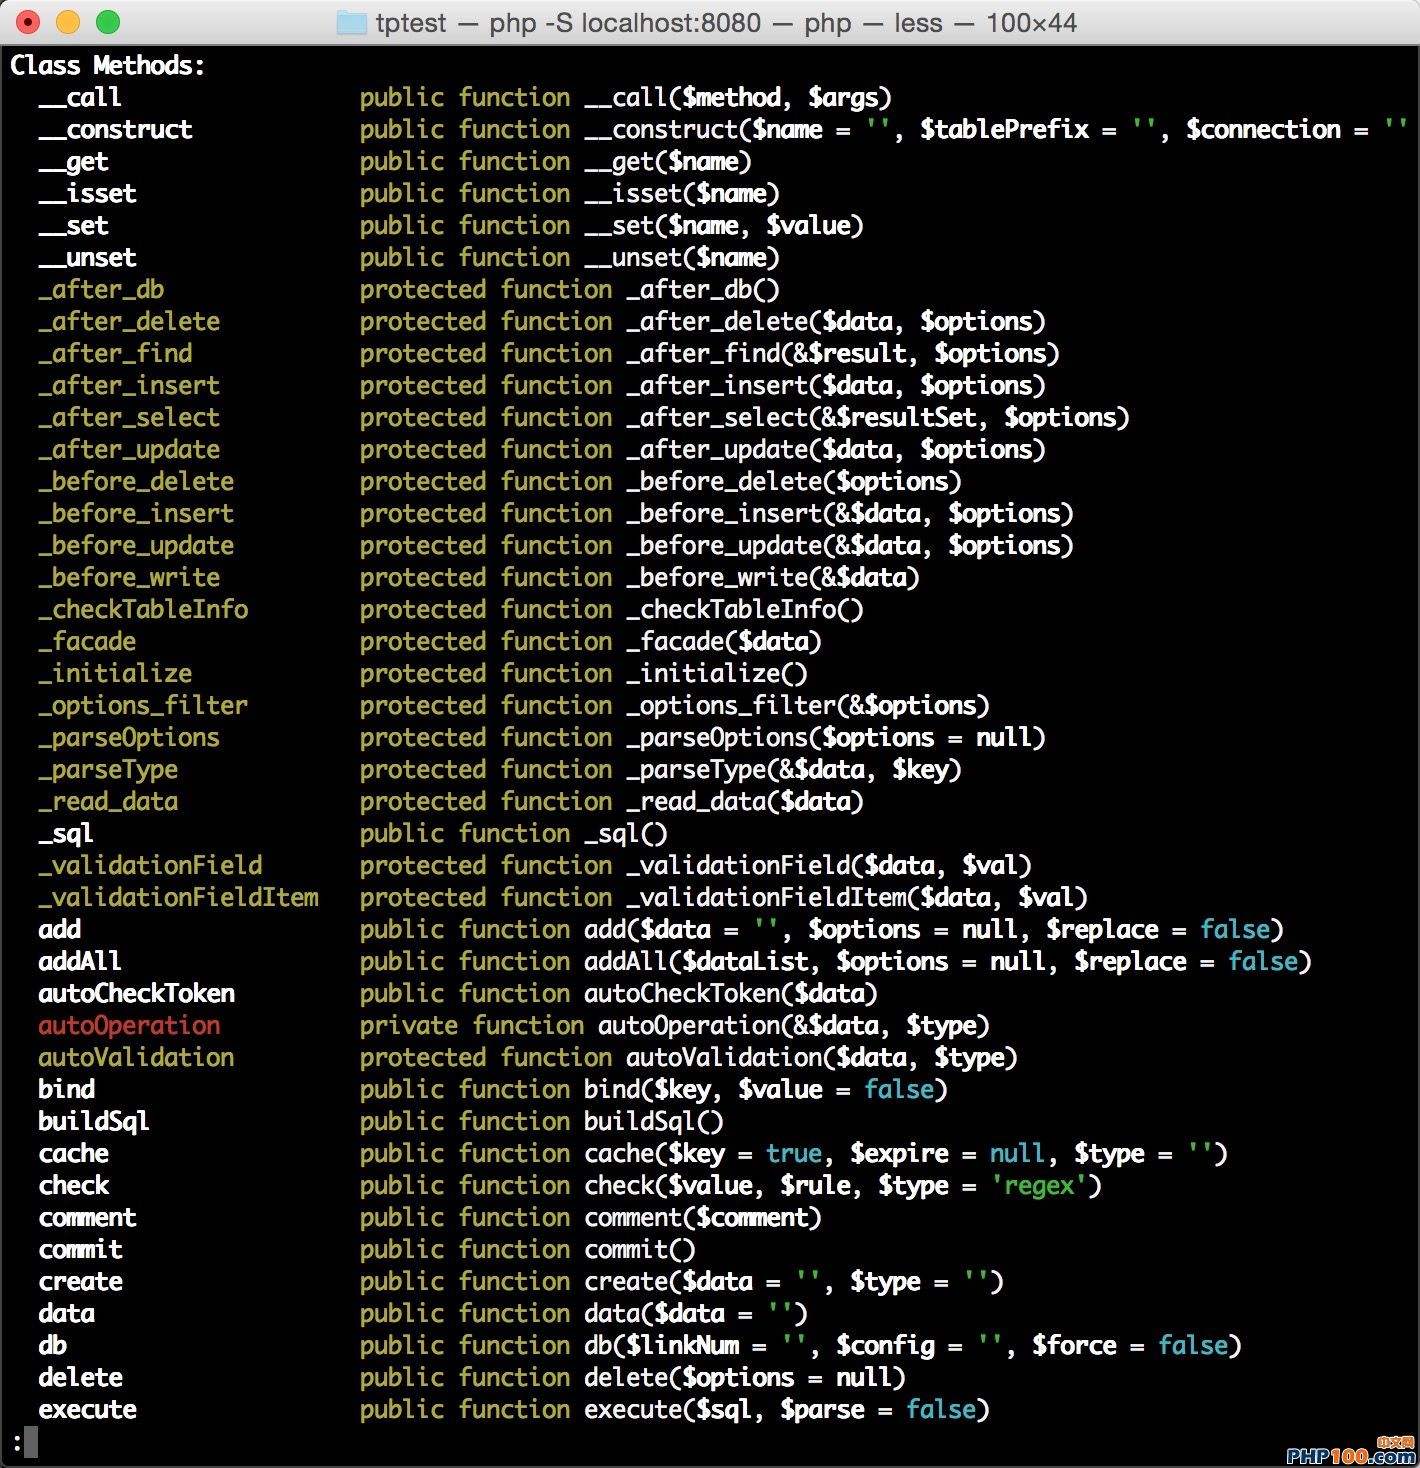 tptest — php -S localhost:8080 — php — less — 100×44
Class Methods:
__call public function __call($method, $args)
__construct public function __construct($name = '', $tablePrefix = '', $connection = ''
__get public function __get($name)
__isset public function __isset($name)
__set public function __set($name, $value)
__unset public function __unset($name)
_after_db protected function _after_db()
_after_delete protected function _after_delete($data, $options)
_after_find protected function _after_find(&$result, $options)
_after_insert protected function _after_insert($data, $options)
_after_select protected function _after_select(&$resultSet, $options)
_after_update protected function _after_update($data, $options)
_before_delete protected function _before_delete($options)
_before_insert protected function _before_insert(&$data, $options)
_before_update protected function _before_update(&$data, $options)
_before_write protected function _before_write(&$data)
_checkTableInfo protected function _checkTableInfo()
_facade protected function _facade($data)
_initialize protected function _initialize()
_options_filter protected function _options_filter(&$options)
_parseOptions protected function _parseOptions($options = null)
_parseType protected function _parseType(&$data, $key)
_read_data protected function _read_data($data)
_sql public function _sql()
_validationField protected function _validationField($data, $val)
_validationFieldItem protected function _validationFieldItem($data, $val)
add public function add($data = '', $options = null, $replace = false)
addAll public function addAll($dataList, $options = null, $replace = false)
autoCheckToken public function autoCheckToken($data)
autoOperation private function autoOperation(&$data, $type)
autoValidation protected function autoValidation($data, $type)
bind public function bind($key, $value = false)
buildSql public function buildSql()
cache public function cache($key = true, $expire = null, $type = '')
check public function check($value, $rule, $type = 'regex')
comment public function comment($comment)
commit public function commit()
create public function create($data = '', $type = '')
data public function data($data = '')
db public function db($linkNum = '', $config = '', $force = false)
delete public function delete($options = null)
execute public function execute($sql, $parse = false)
:
中文网
PHP100.com